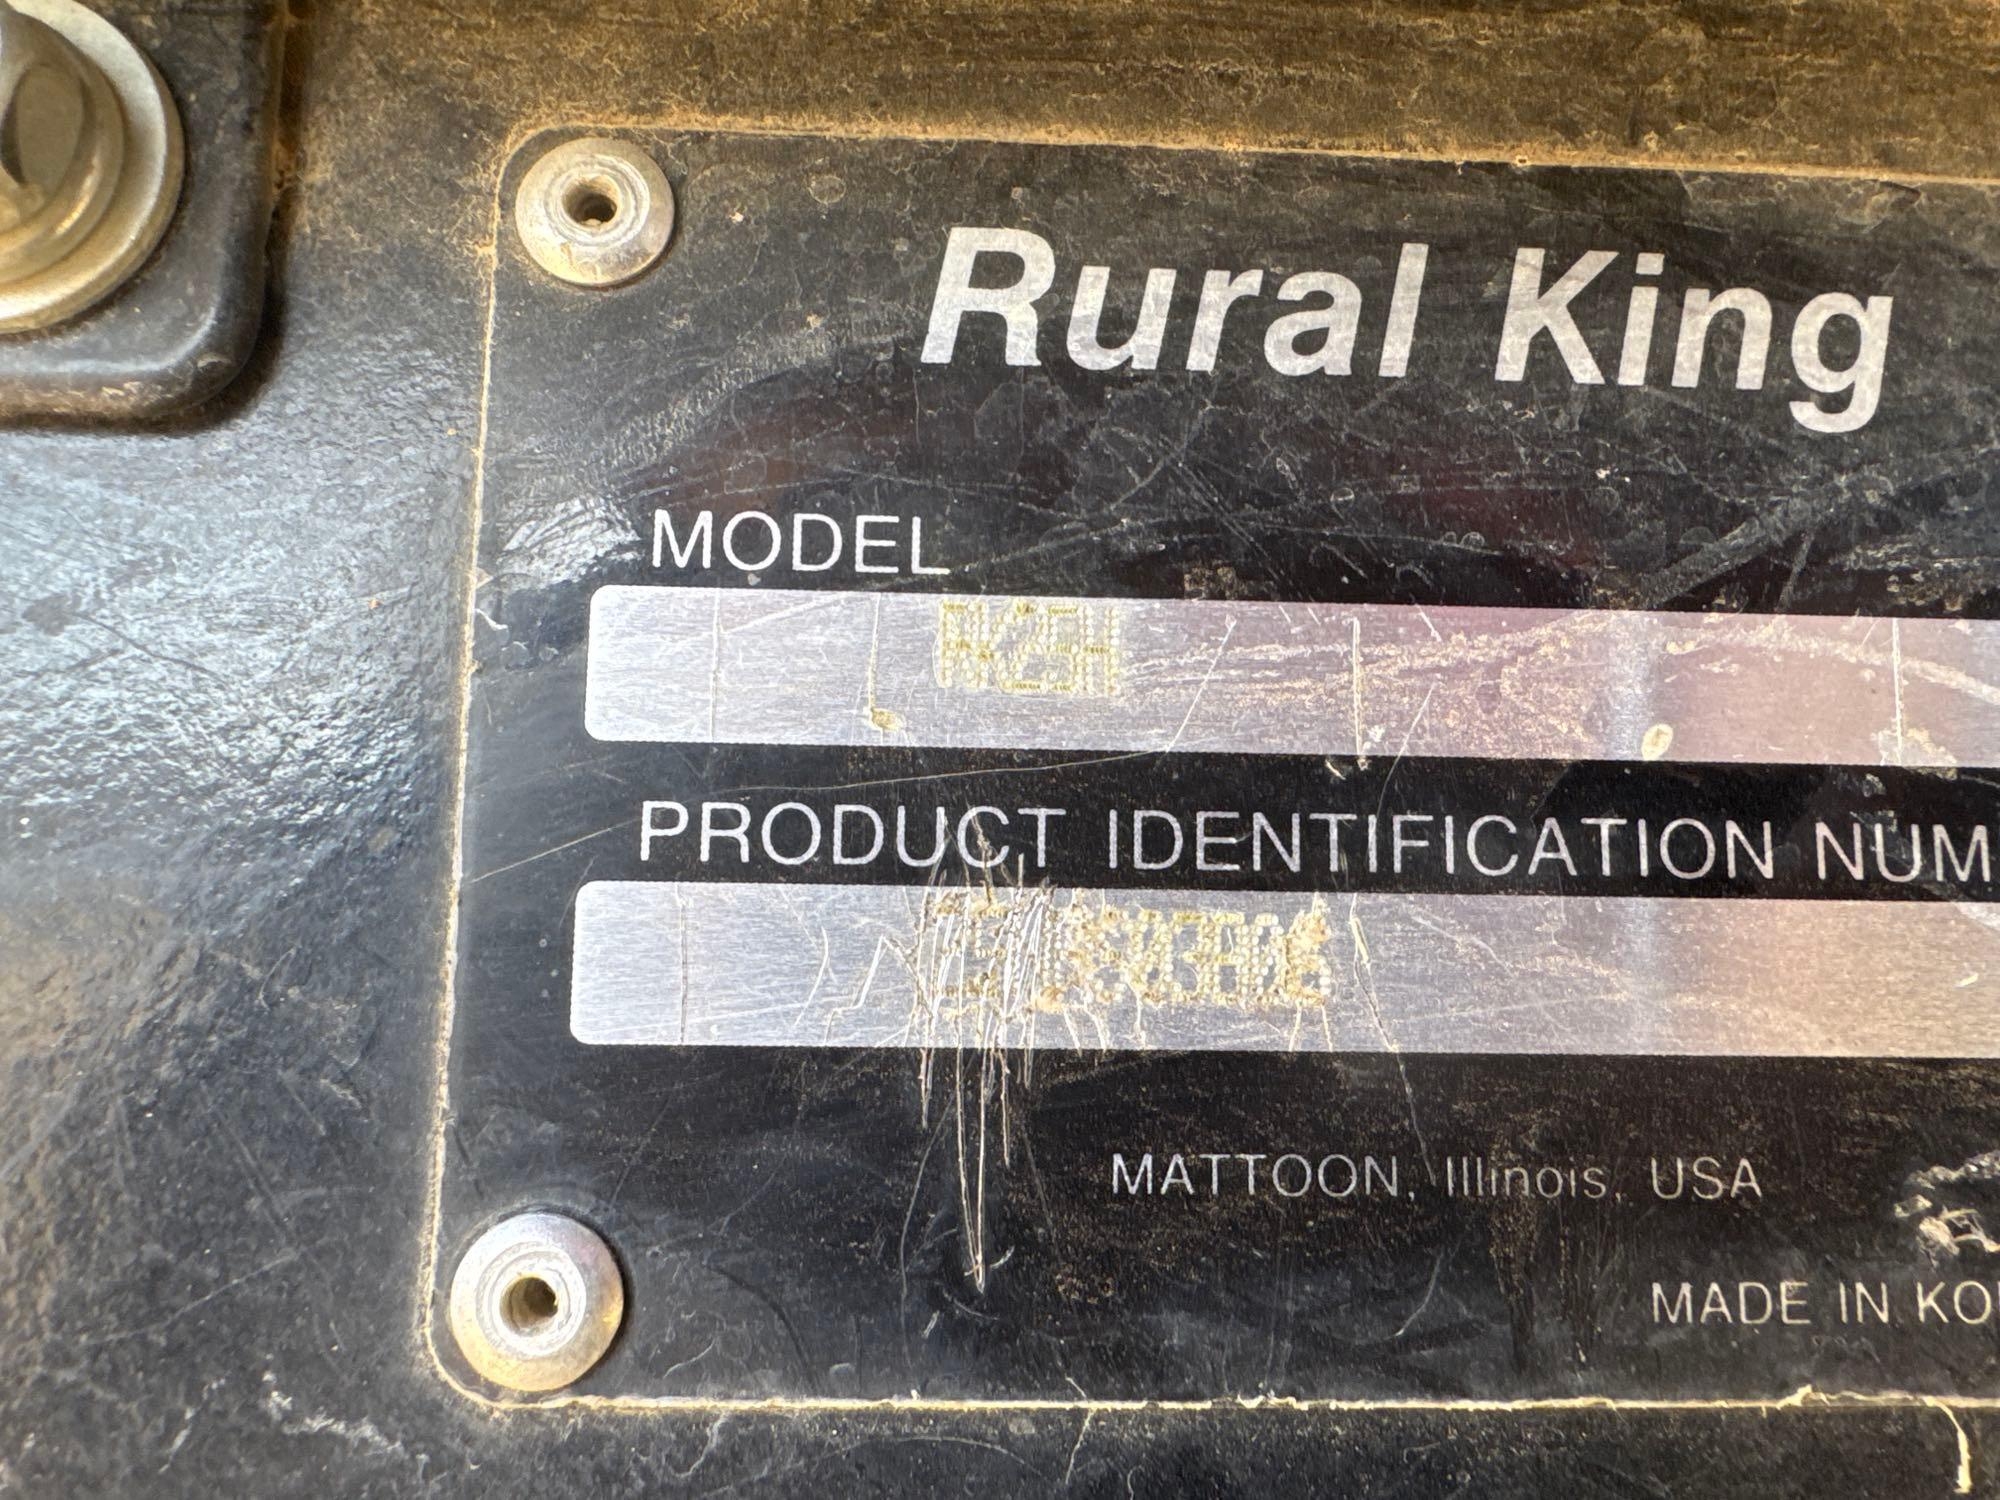 Rural King
MODEL
RK25H
PRODUCT IDENTIFICATION NUM
MATTOON, Illinois, USA
MADE IN KO